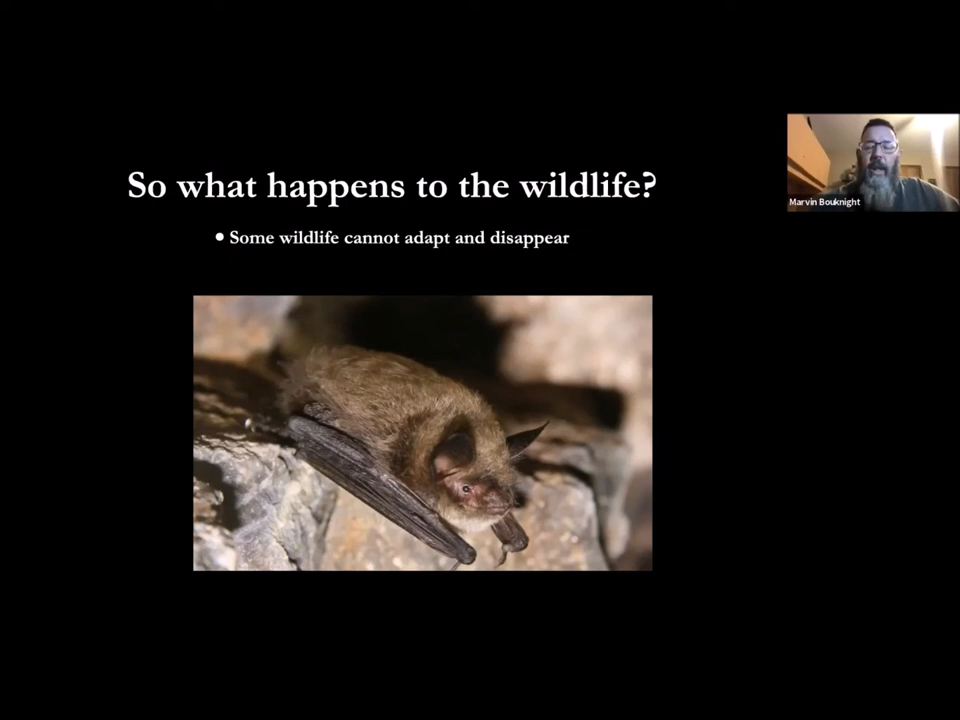 So what happens to the wildlife?
• Some wildlife cannot adapt and disappear
Marvin Bouknight